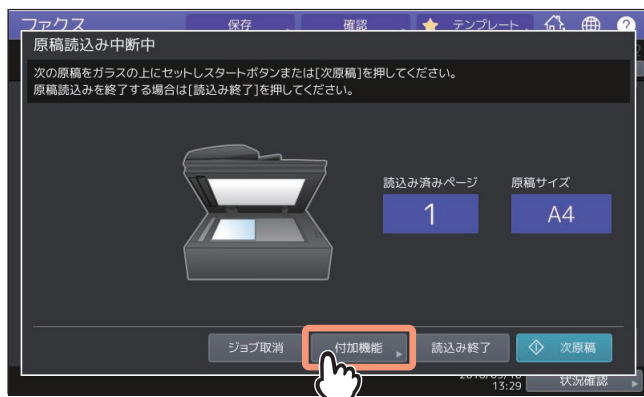 ファクス 保存 確認 テンプレート ?
原稿読込み中断中
次の原稿をガラスの上にセットしスタートボタンまたは[次原稿]を押してください。
原稿読込みを終了する場合は[読込み終了]を押してください。
読込み済みページ 原稿サイズ
1 A4
ジョブ取消 付加機能 読込み終了 次原稿
13:29 状況確認